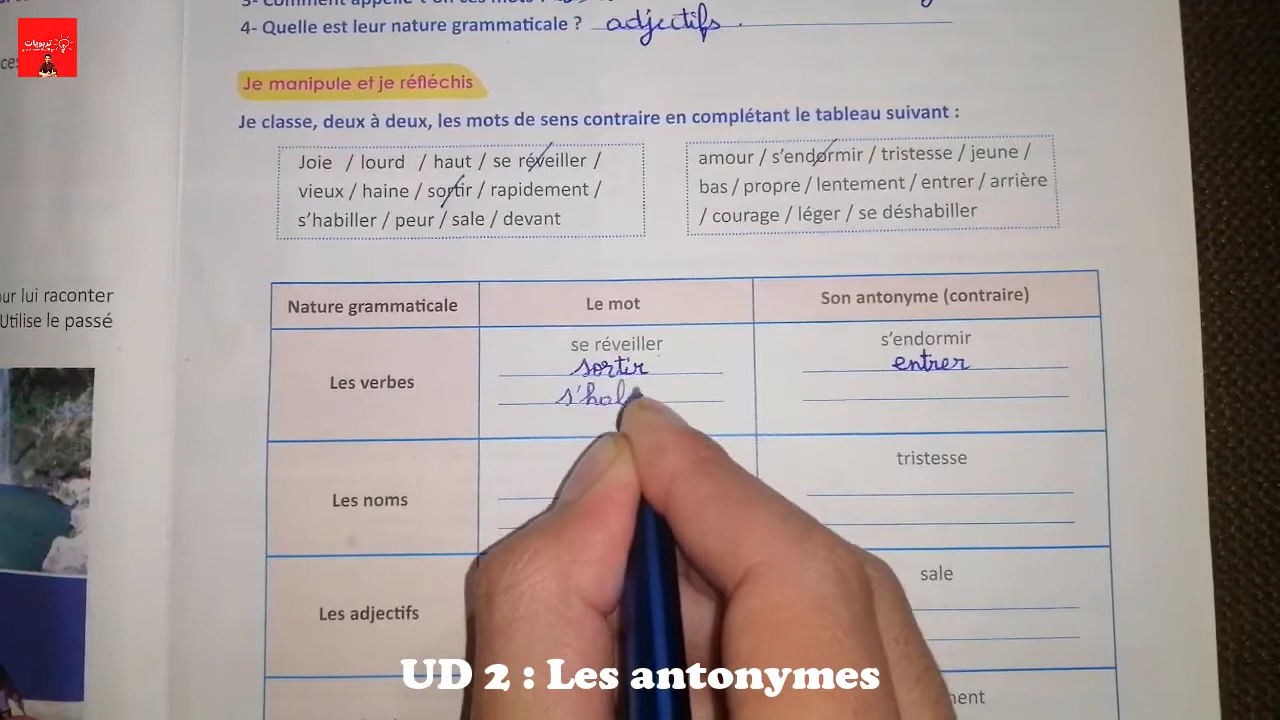 تربويات
4- Quelle est leur nature grammaticale ? adjectifs.
Je manipule et je réfléchis
Je classe, deux à deux, les mots de sens contraire en complétant le tableau suivant :
Joie / lourd / haut / se réveiller /
vieux / haine / sortir / rapidement /
s'habiller / peur / sale / devant
amour / s'endormir / tristesse / jeune /
bas / propre / lentement / entrer / arrière
/ courage / léger / se déshabiller
Nature grammaticale Le mot Son antonyme (contraire)
Les verbes
se réveiller s'endormir
sortir entrer
s'hab
Les noms
tristesse
Les adjectifs
sale
ur lui raconter
Utilise le passé
UD 2 : Les antonymes